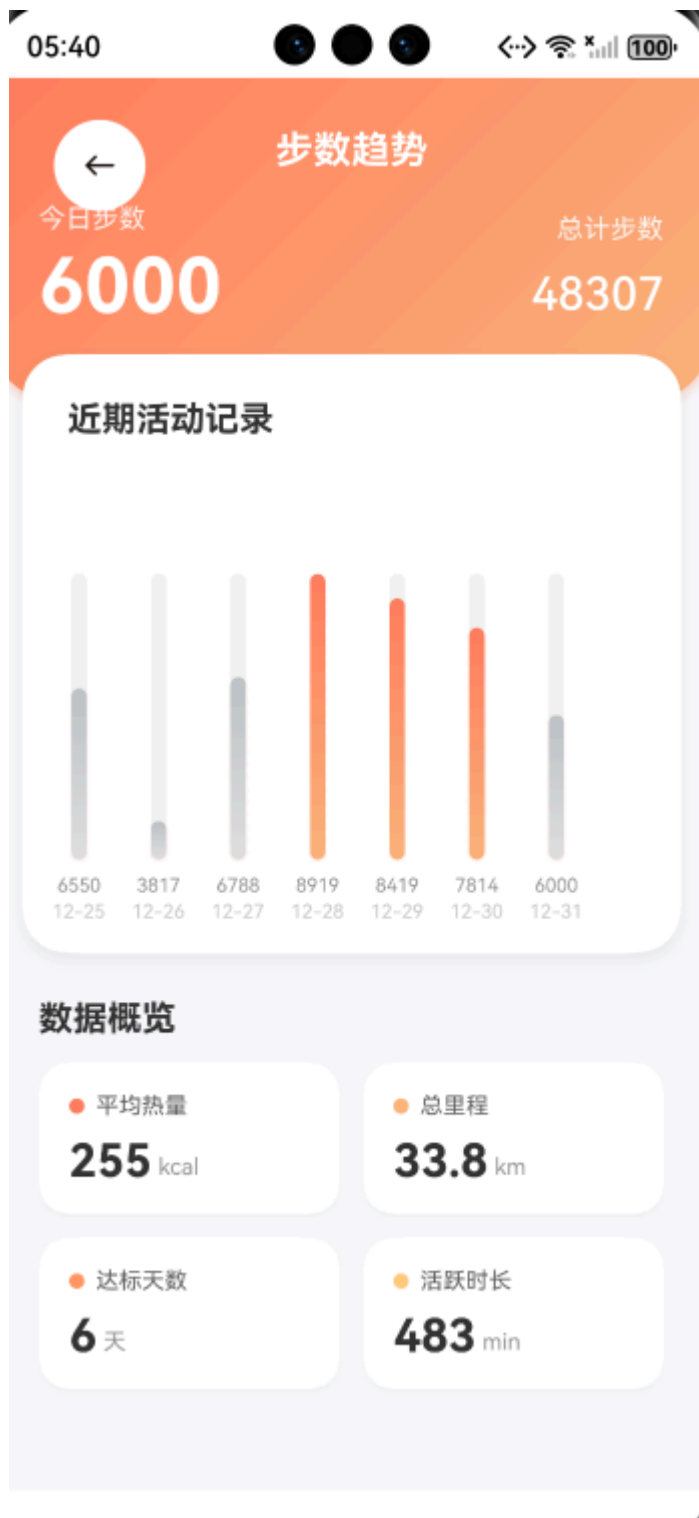 05:40
100
步数趋势
今日步数
总计步数
6000
48307
近期活动记录
6550 3817 6788 8919 8419 7814 6000
12-25 12-26 12-27 12-28 12-29 12-30 12-31
数据概览
平均热量
总里程
255 kcal
33.8 km
达标天数
活跃时长
6 天
483 min